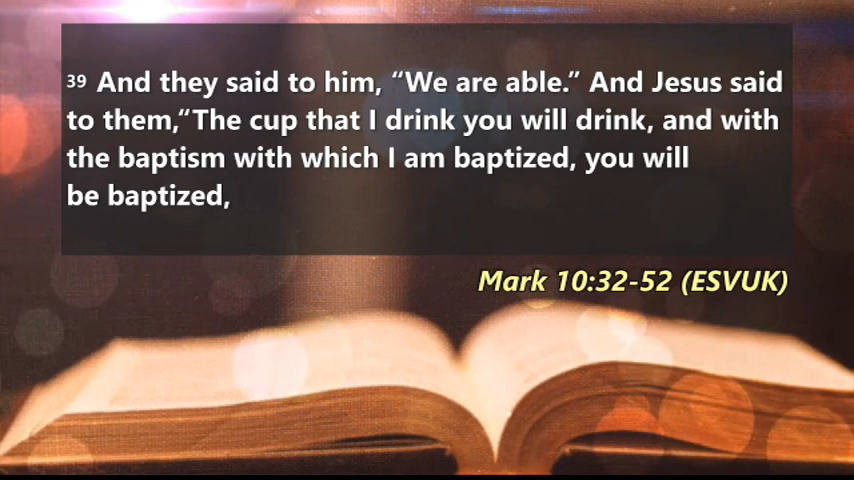 39 And they said to him, “We are able.” And Jesus said
to them,“The cup that I drink you will drink, and with
the baptism with which I am baptized, you will
be baptized,
Mark 10:32-52 (ESVUK)